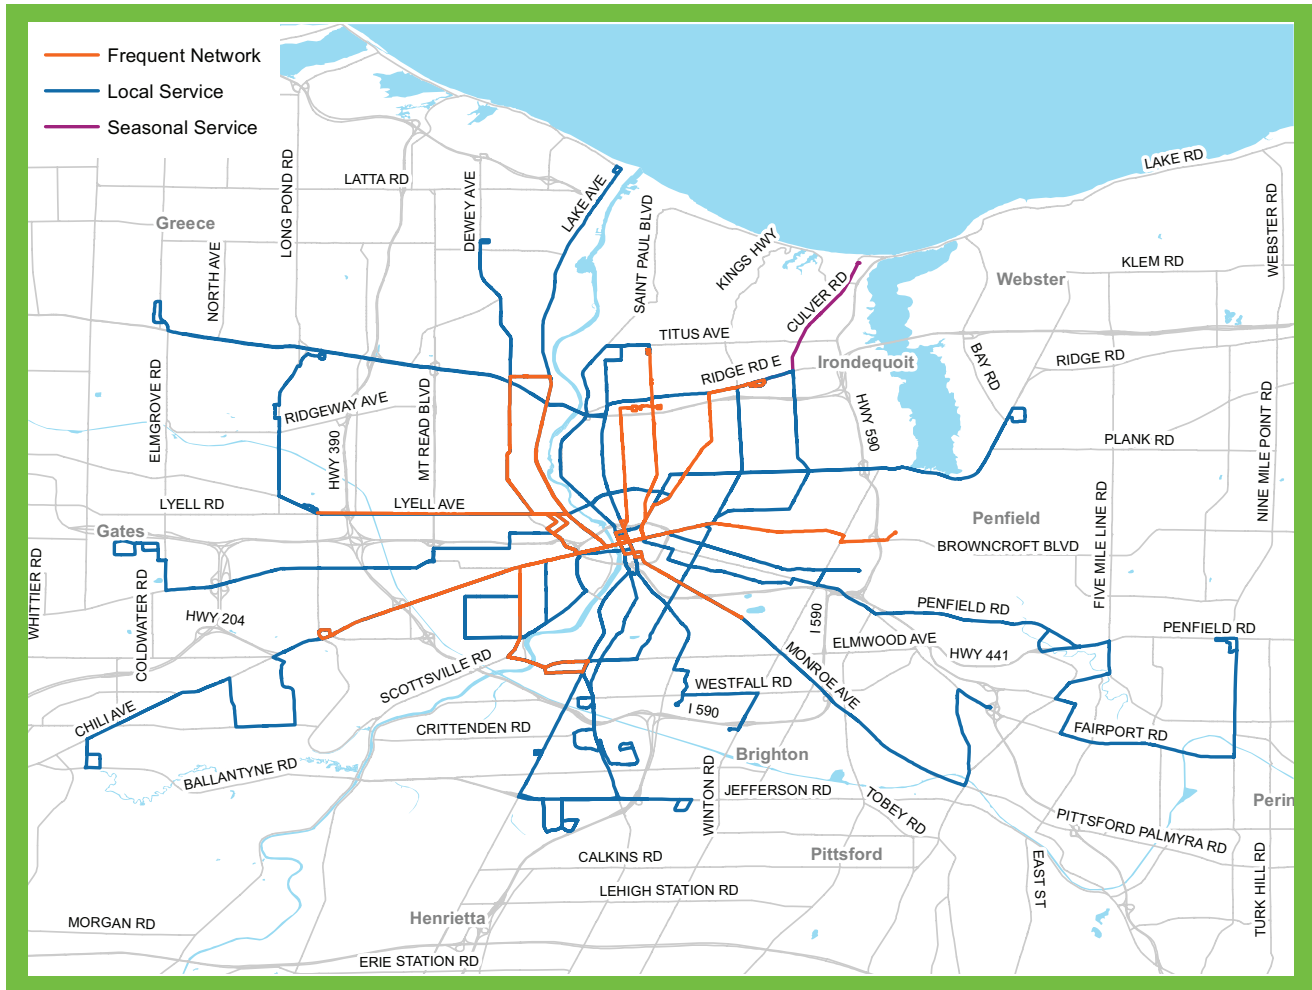 Frequent Network
Local Service
Seasonal Service
LAKE RD
LONG POND RD
LATTA RD
DEWEY AVE
LAKE AVE
SAINT PAUL BLVD
WEBSTER RD
Greece
NORTH AVE
KINGS HWY
CULVER RD
KLEM RD
Webster
TITUS AVE
RIDGE RD E
Irondequoit
BAY RD
RIDGE RD
ELMGROVE RD
RIDGEWAY AVE
MT READ BLVD
HWY 390
HWY 590
PLANK RD
NINE MILE POINT RD
LYELL RD
LYELL AVE
Gates
Penfield
BROWNCROFT BLVD
FIVE MILE LINE RD
WHITTIER RD
COLDWATER RD
HWY 204
I 590
PENFIELD RD
PENFIELD RD
ELMWOOD AVE
HWY 441
SCOTTSVILLE RD
MONROE AVE
WESTFALL RD
I 590
CHILI AVE
CRITTENDEN RD
FAIRPORT RD
Brighton
BALLANTYNE RD
WINTON RD
JEFFERSON RD
TOBEY RD
Perin
PITTSFORD PALMYRA RD
CALKINS RD
Pittsford
EAST ST
TURK HILL RD
LEHIGH STATION RD
Henrietta
MORGAN RD
ERIE STATION RD